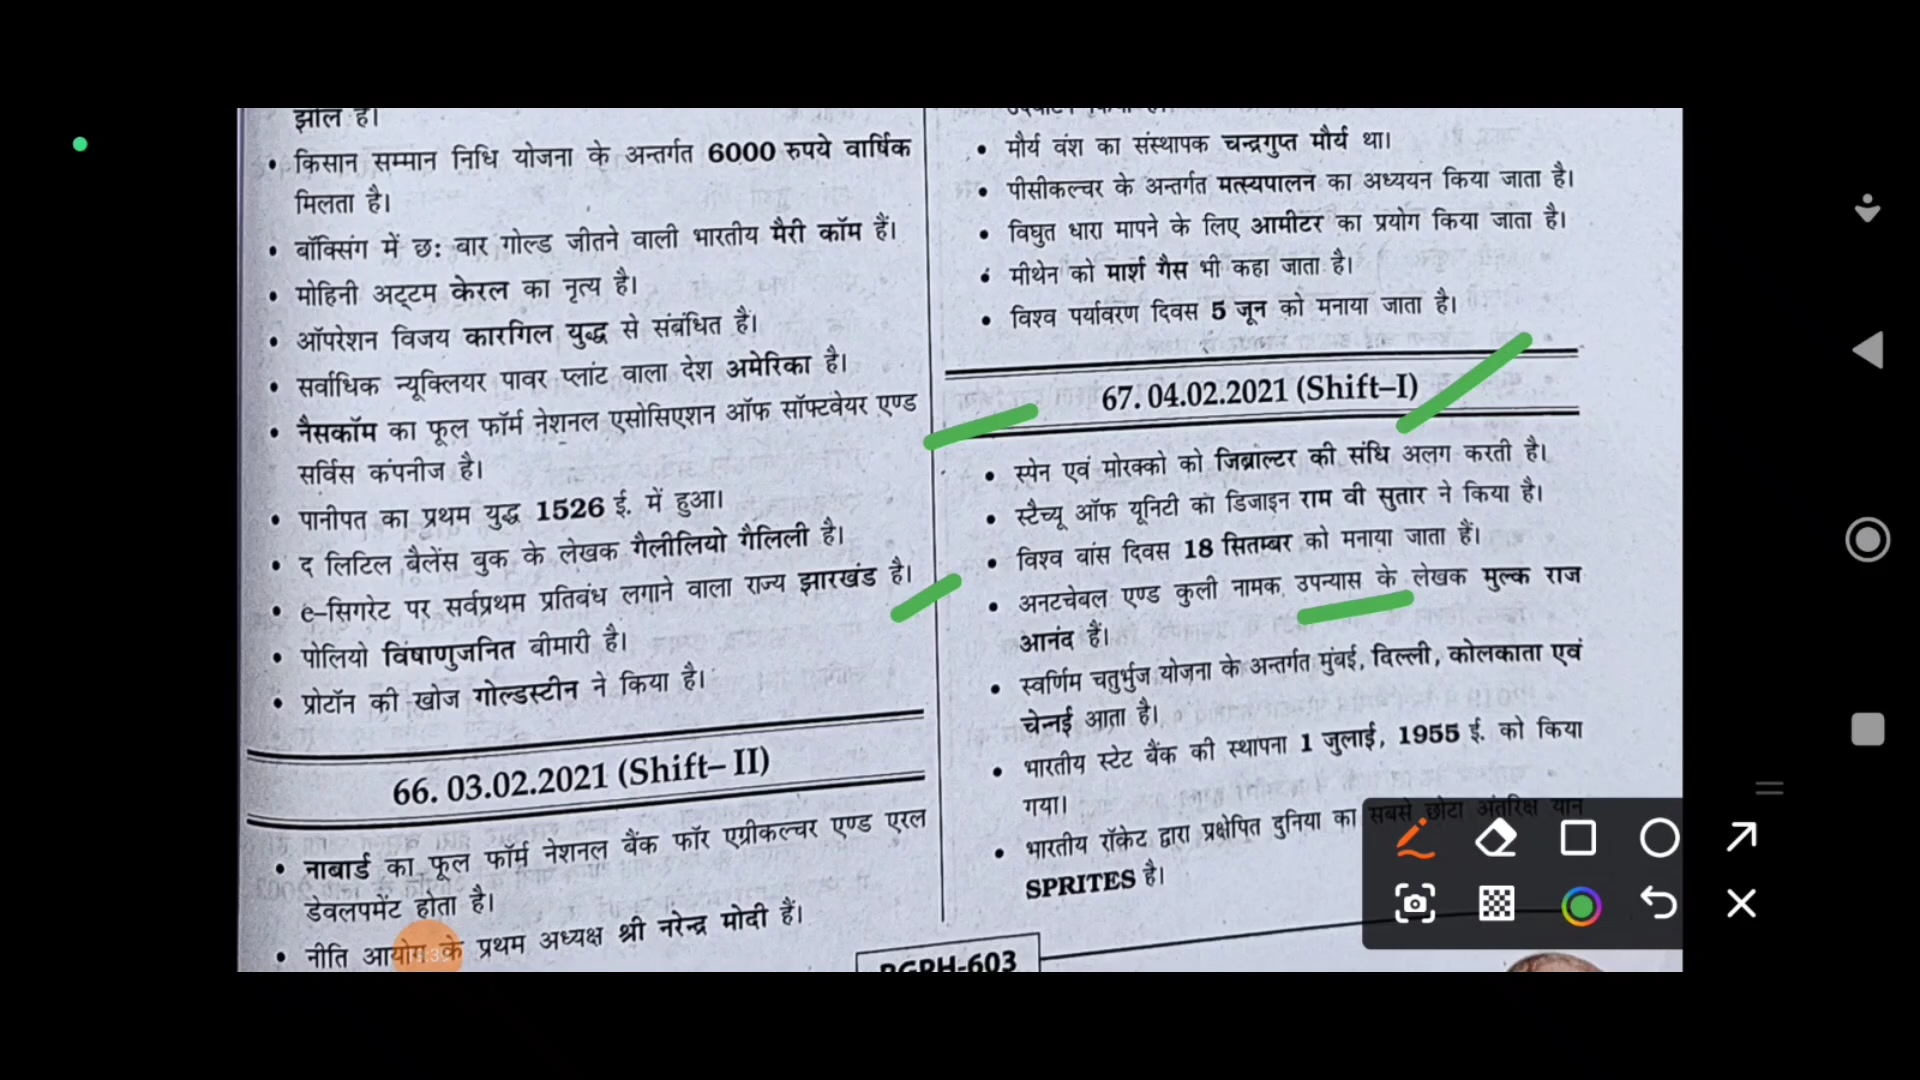 झोल है।
• किसान सम्मान निधि योजना के अन्तर्गत 6000 रुपये वार्षिक
मिलता है।
• बॉक्सिंग में छः बार गोल्ड जीतने वाली भारतीय मैरी कॉम हैं।
• मोहिनी अट्टम केरल का नृत्य है।
• ऑपरेशन विजय कारगिल युद्ध से संबंधित है।
• सर्वाधिक न्यूक्लियर पावर प्लांट वाला देश अमेरिका है।
• नैसकॉम का फूल फॉर्म नेशनल एसोसिएशन ऑफ सॉफ्टवेयर एण्ड
सर्विस कंपनीज है।
• पानीपत का प्रथम युद्ध 1526 ई. में हुआ।
• द लिटिल बैलेंस बुक के लेखक गैलीलियो गैलिली है।
• e–सिगरेट पर सर्वप्रथम प्रतिबंध लगाने वाला राज्य झारखंड है।
• पोलियो विषाणुजनित बीमारी है।
• प्रोटॉन की खोज गोल्डस्टीन ने किया है।
66. 03.02.2021 (Shift– II)
• नाबार्ड का फूल फॉर्म नेशनल बैंक फॉर एग्रीकल्चर एण्ड एरल
डेवलपमेंट होता है।
• नीति आयोग के प्रथम अध्यक्ष श्री नरेन्द्र मोदी हैं।
• मौर्य वंश का संस्थापक चन्द्रगुप्त मौर्य था।
• पीसीकल्चर के अन्तर्गत मत्स्यपालन का अध्ययन किया जाता है।
• विघुत धारा मापने के लिए आमीटर का प्रयोग किया जाता है।
• मीथेन को मार्श गैस भी कहा जाता है।
• विश्व पर्यावरण दिवस 5 जून को मनाया जाता है।
67. 04.02.2021 (Shift–I)
• स्पेन एवं मोरक्को को जिब्राल्टर की संधि अलग करती है।
• स्टैच्यू ऑफ यूनिटी का डिजाइन राम वी सुतार ने किया है।
• विश्व बांस दिवस 18 सितम्बर को मनाया जाता हैं।
• अनटचेबल एण्ड कुली नामक उपन्यास के लेखक मुल्क राज
आनंद हैं।
• स्वर्णिम चतुर्भुज योजना के अन्तर्गत मुंबई, दिल्ली, कोलकाता एवं
चेन्नई आता है।
• भारतीय स्टेट बैंक की स्थापना 1 जुलाई, 1955 ई. को किया
गया।
• भारतीय रॉकेट द्वारा प्रक्षेपित दुनिया का सबसे छोटा अंतरिक्ष यान
SPRITES है।
RGPH-603